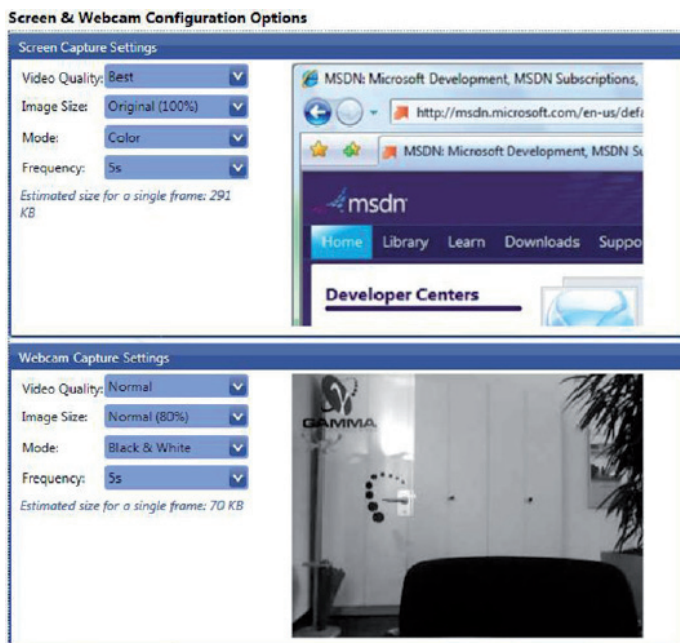 Screen & Webcam Configuration Options
Screen Capture Settings
Video Quality: Best
Image Size: Original (100%)
Mode: Color
Frequency: 5s
Estimated size for a single frame: 291
KB
MSDN: Microsoft Development, MSDN Subscriptions,
http://msdn.microsoft.com/en-us/defa
MSDN: Microsoft Development, MSDN Su
msdn
Home Library Learn Downloads Suppo
Developer Centers
Webcam Capture Settings
Video Quality: Normal
Image Size: Normal (80%)
Mode: Black & White
Frequency: 5s
Estimated size for a single frame: 70 KB
GAMMA